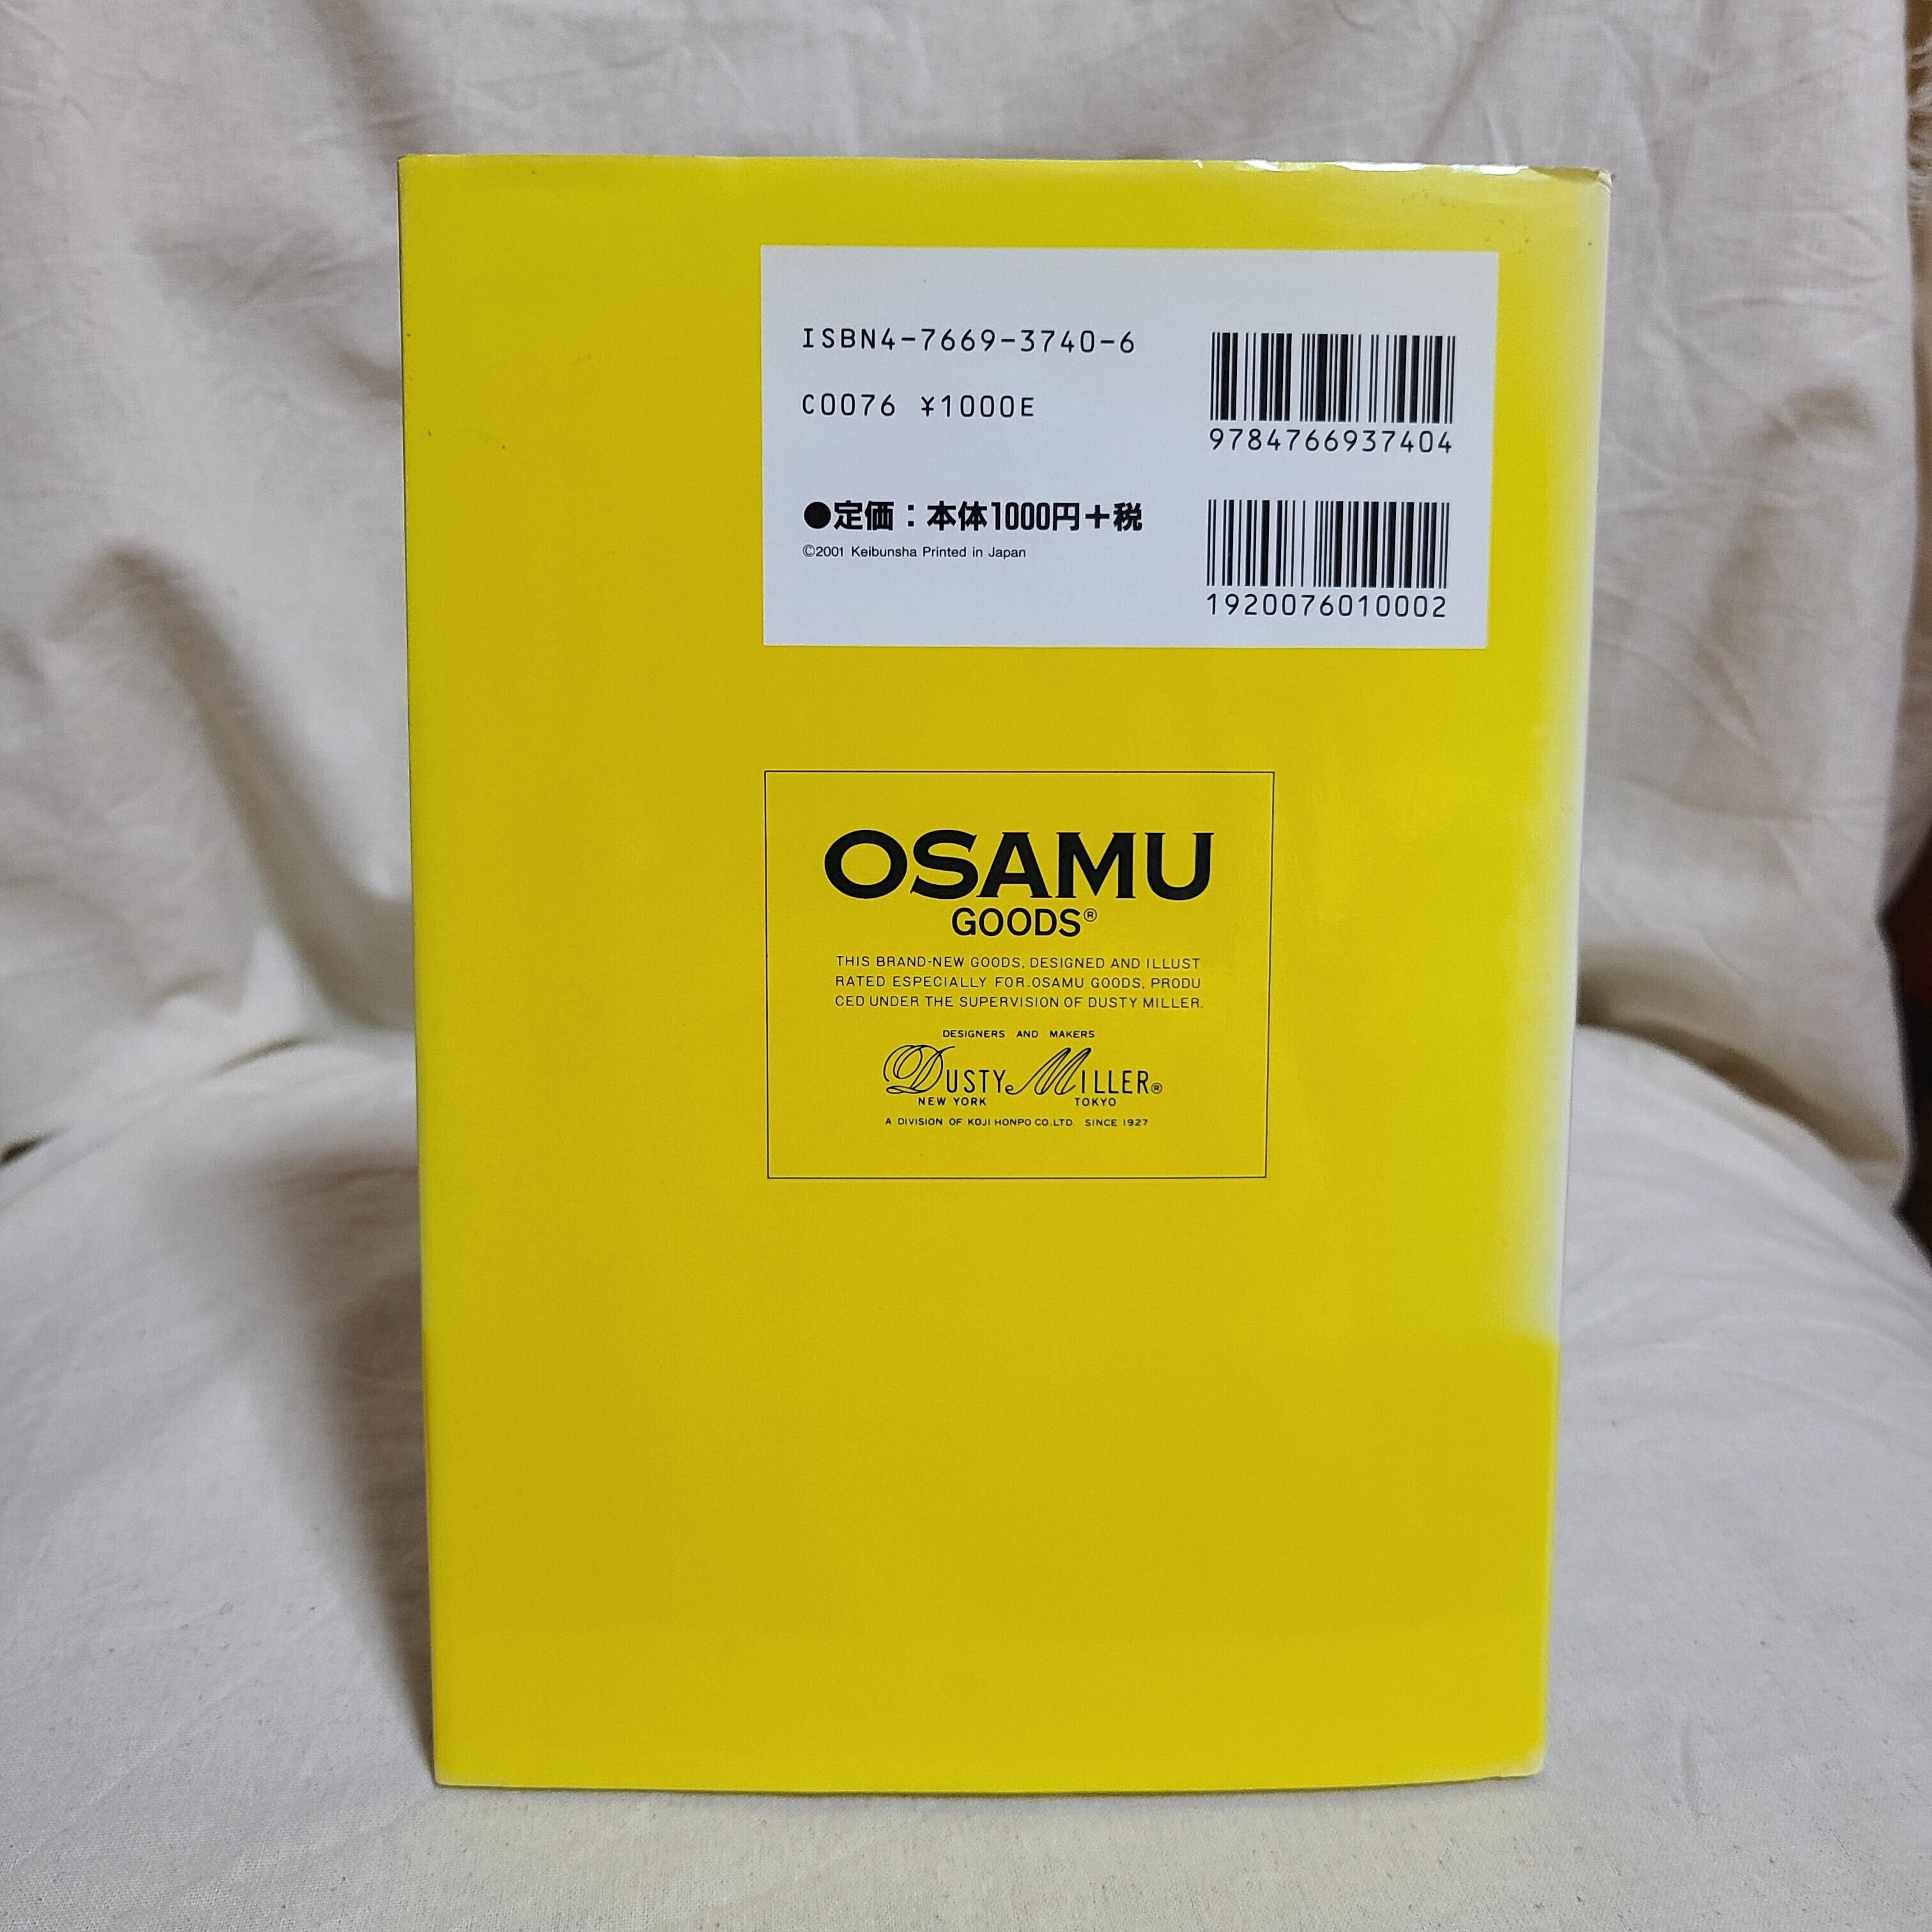 ISBN4-7669-3740-6
C0076 ¥1000E
9784766937404
●定価：本体1000円＋税
©2001 Keibunsha Printed in Japan
1920076010002
OSAMU
GOODS®
THIS BRAND-NEW GOODS, DESIGNED AND ILLUST
RATED ESPECIALLY FOR.OSAMU GOODS, PRODU
CED UNDER THE SUPERVISION OF DUSTY MILLER.
DESIGNERS AND MAKERS
DUSTY MILLER®
NEW YORK TOKYO
A DIVISION OF KOJI HONPO CO.LTD. SINCE 1927